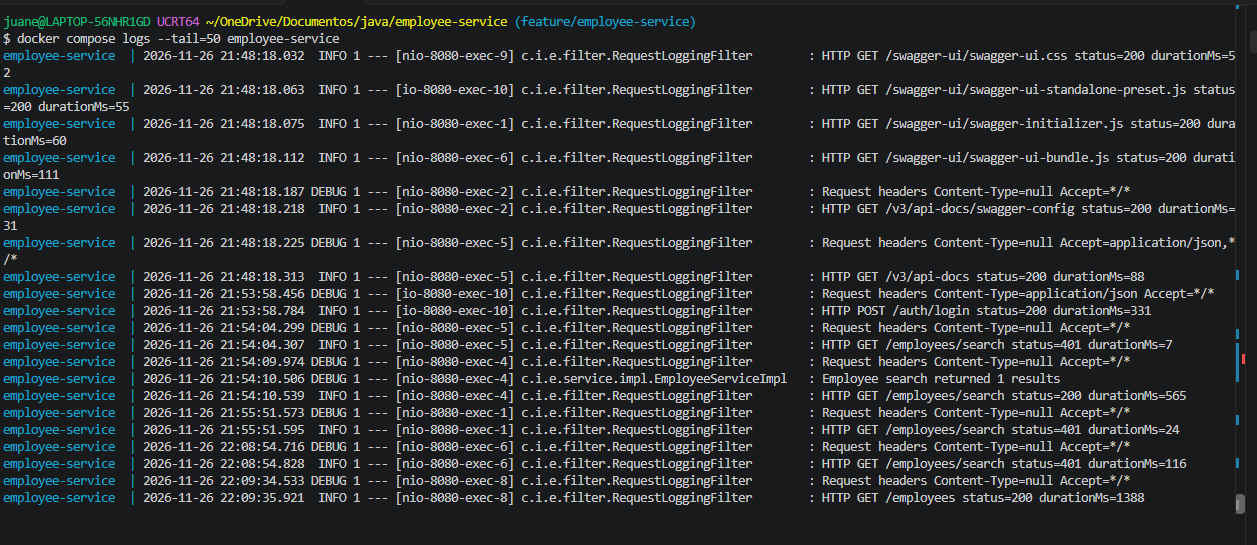 juane@LAPTOP-56NHR1GD UCRT64 ~/OneDrive/Documentos/java/employee-service (feature/employee-service)
$ docker compose logs --tail=50 employee-service
employee-service  | 2026-11-26 21:48:18.032  INFO 1 --- [nio-8080-exec-9] c.i.e.filter.RequestLoggingFilter        : HTTP GET /swagger-ui/swagger-ui.css status=200 durationMs=5
2
employee-service  | 2026-11-26 21:48:18.063  INFO 1 --- [io-8080-exec-10] c.i.e.filter.RequestLoggingFilter        : HTTP GET /swagger-ui/swagger-ui-standalone-preset.js status
=200 durationMs=55
employee-service  | 2026-11-26 21:48:18.075  INFO 1 --- [nio-8080-exec-1] c.i.e.filter.RequestLoggingFilter        : HTTP GET /swagger-ui/swagger-initializer.js status=200 dura
tionMs=60
employee-service  | 2026-11-26 21:48:18.112  INFO 1 --- [nio-8080-exec-6] c.i.e.filter.RequestLoggingFilter        : HTTP GET /swagger-ui/swagger-ui-bundle.js status=200 durati
onMs=111
employee-service  | 2026-11-26 21:48:18.187 DEBUG 1 --- [nio-8080-exec-2] c.i.e.filter.RequestLoggingFilter        : Request headers Content-Type=null Accept=*/*
employee-service  | 2026-11-26 21:48:18.218  INFO 1 --- [nio-8080-exec-2] c.i.e.filter.RequestLoggingFilter        : HTTP GET /v3/api-docs/swagger-config status=200 durationMs=
31
employee-service  | 2026-11-26 21:48:18.225 DEBUG 1 --- [nio-8080-exec-5] c.i.e.filter.RequestLoggingFilter        : Request headers Content-Type=null Accept=application/json,*
/*
employee-service  | 2026-11-26 21:48:18.313  INFO 1 --- [nio-8080-exec-5] c.i.e.filter.RequestLoggingFilter        : HTTP GET /v3/api-docs status=200 durationMs=88
employee-service  | 2026-11-26 21:53:58.456 DEBUG 1 --- [io-8080-exec-10] c.i.e.filter.RequestLoggingFilter        : Request headers Content-Type=application/json Accept=*/*
employee-service  | 2026-11-26 21:53:58.784  INFO 1 --- [io-8080-exec-10] c.i.e.filter.RequestLoggingFilter        : HTTP POST /auth/login status=200 durationMs=331
employee-service  | 2026-11-26 21:54:04.299 DEBUG 1 --- [nio-8080-exec-5] c.i.e.filter.RequestLoggingFilter        : Request headers Content-Type=null Accept=*/*
employee-service  | 2026-11-26 21:54:04.307  INFO 1 --- [nio-8080-exec-5] c.i.e.filter.RequestLoggingFilter        : HTTP GET /employees/search status=401 durationMs=7
employee-service  | 2026-11-26 21:54:09.974 DEBUG 1 --- [nio-8080-exec-4] c.i.e.filter.RequestLoggingFilter        : Request headers Content-Type=null Accept=*/*
employee-service  | 2026-11-26 21:54:10.506 DEBUG 1 --- [nio-8080-exec-4] c.i.e.service.impl.EmployeeServiceImpl   : Employee search returned 1 results
employee-service  | 2026-11-26 21:54:10.539  INFO 1 --- [nio-8080-exec-4] c.i.e.filter.RequestLoggingFilter        : HTTP GET /employees/search status=200 durationMs=565
employee-service  | 2026-11-26 21:55:51.573 DEBUG 1 --- [nio-8080-exec-1] c.i.e.filter.RequestLoggingFilter        : Request headers Content-Type=null Accept=*/*
employee-service  | 2026-11-26 21:55:51.595  INFO 1 --- [nio-8080-exec-1] c.i.e.filter.RequestLoggingFilter        : HTTP GET /employees/search status=401 durationMs=24
employee-service  | 2026-11-26 22:08:54.716 DEBUG 1 --- [nio-8080-exec-6] c.i.e.filter.RequestLoggingFilter        : Request headers Content-Type=null Accept=*/*
employee-service  | 2026-11-26 22:08:54.828  INFO 1 --- [nio-8080-exec-6] c.i.e.filter.RequestLoggingFilter        : HTTP GET /employees/search status=401 durationMs=116
employee-service  | 2026-11-26 22:09:34.533 DEBUG 1 --- [nio-8080-exec-8] c.i.e.filter.RequestLoggingFilter        : Request headers Content-Type=null Accept=*/*
employee-service  | 2026-11-26 22:09:35.921  INFO 1 --- [nio-8080-exec-8] c.i.e.filter.RequestLoggingFilter        : HTTP GET /employees status=200 durationMs=1388